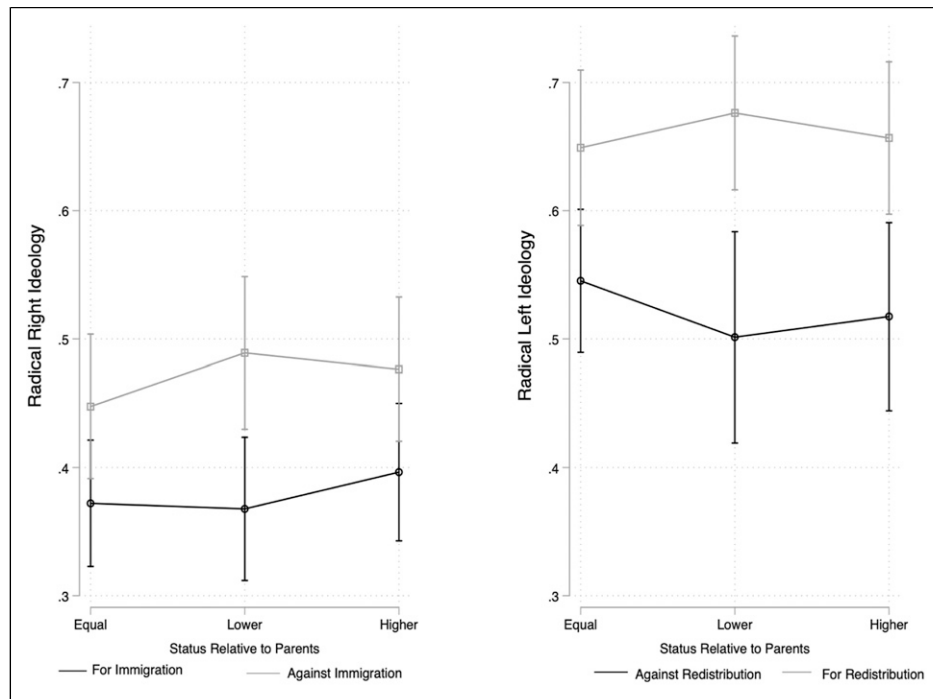 Radical Right Ideology
.7
.6
.5
.4
.3
Equal
Lower
Higher
Status Relative to Parents
For Immigration
Against Immigration
Radical Left Ideology
.7
.6
.5
.4
.3
Equal
Lower
Higher
Status Relative to Parents
Against Redistribution
For Redistribution